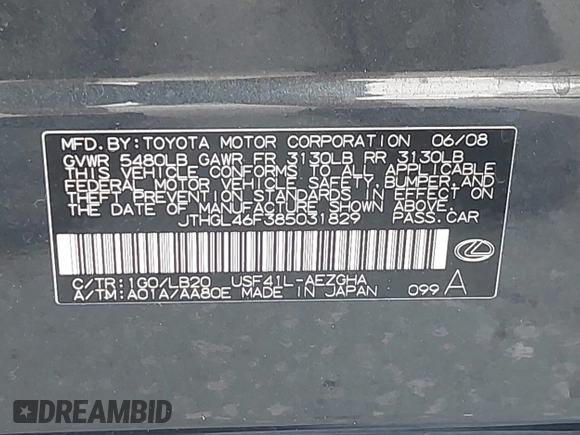 MFD.BY:TOYOTA MOTOR CORPORATION 06/08
GVWR 5480LB GAWR FR 3130LB RR 3130LB
THIS VEHICLE CONFORMS TO ALL APPLICABLE
FEDERAL MOTOR VEHICLE SAFETY, BUMPER, AND
THEFT PREVENTION STANDARDS IN EFFECT ON
THE DATE OF MANUFACTURE SHOWN ABOVE.
JTHGL46F385031829 PASS.CAR
C/TR:1G0/LB20 USF41L-AEZGHA
A/TM:A01A/AA80E MADE IN JAPAN 099 A
DREAMBID